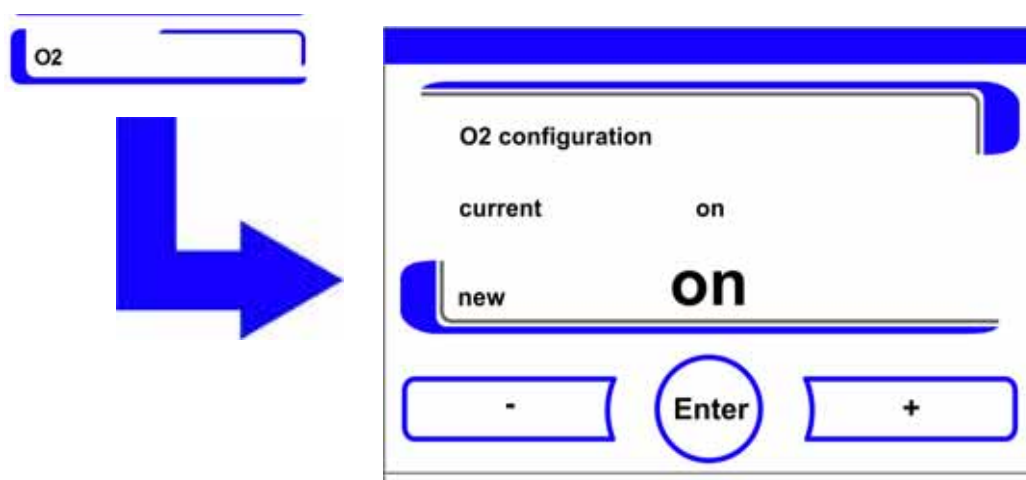 O2
O2 configuration
current on
new on
- Enter +